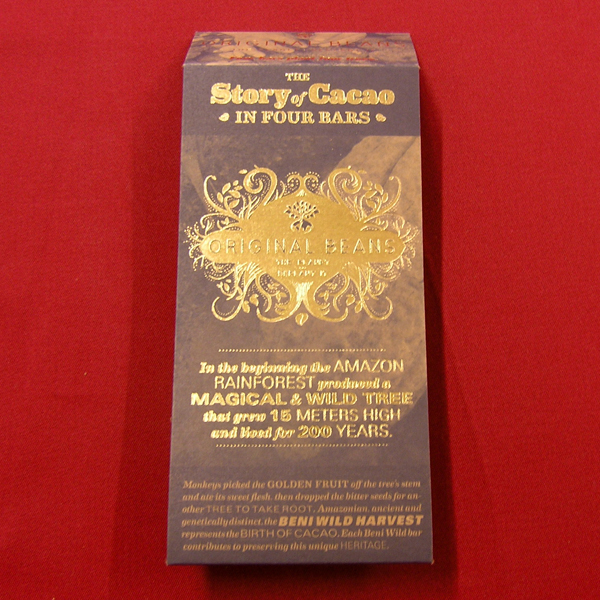 ORIGINAL BEANS
THE
Story of Cacao
IN FOUR BARS
ORIGINAL BEANS
THE PLANET
In the beginning the AMAZON
RAINFOREST produced a
MAGICAL & WILD TREE
that grew 15 METERS HIGH
and lived for 200 YEARS.
Monkeys picked the GOLDEN FRUIT off the tree's stem
and ate its sweet flesh, then dropped the bitter seeds for an-
other TREE TO TAKE ROOT. Amazonian, ancient and
genetically distinct, the BENI WILD HARVEST
represents the BIRTH OF CACAO. Each Beni Wild bar
contributes to preserving this unique HERITAGE.